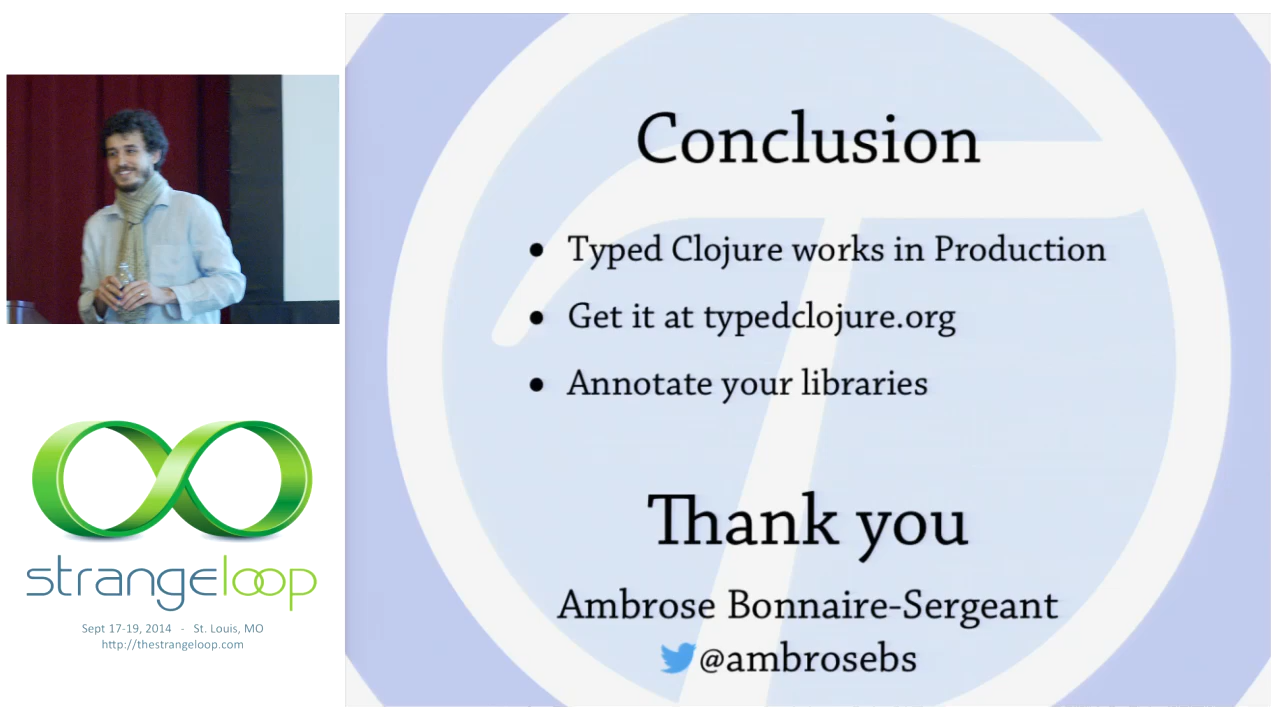 Conclusion
• Typed Clojure works in Production
• Get it at typedclojure.org
• Annotate your libraries
Thank you
Ambrose Bonnaire-Sergeant
@ambrosebs
strangeloop
Sept 17-19, 2014 - St. Louis, MO
http://thestrangeloop.com